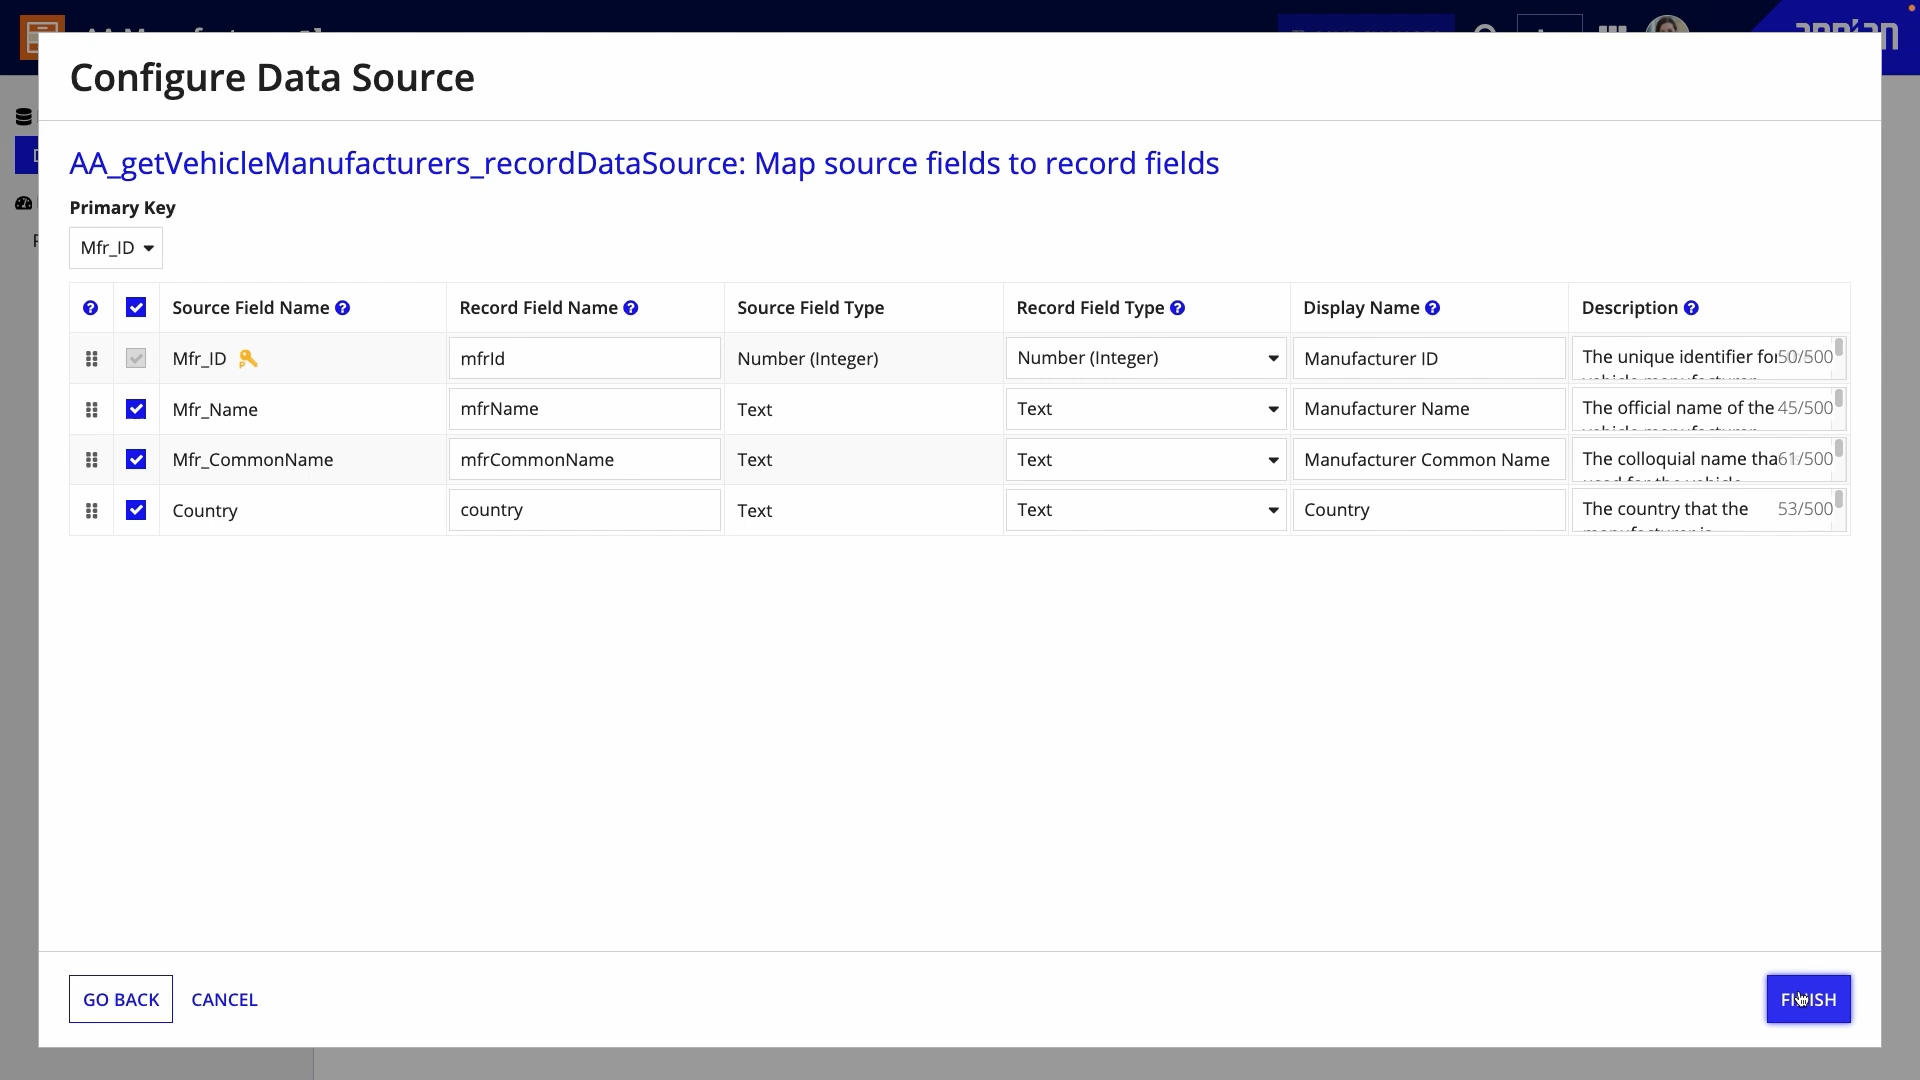 Configure Data Source
AA_getVehicleManufacturers_recordDataSource: Map source fields to record fields
Primary Key
Mfr_ID
Source Field Name Record Field Name Source Field Type Record Field Type Display Name Description
Mfr_ID mfrId Number (Integer) Number (Integer) Manufacturer ID The unique identifier for 50/500
Mfr_Name mfrName Text Text Manufacturer Name The official name of the 45/500
Mfr_CommonName mfrCommonName Text Text Manufacturer Common Name The colloquial name tha 61/500
Country country Text Text Country The country that the 53/500
GO BACK CANCEL FINISH